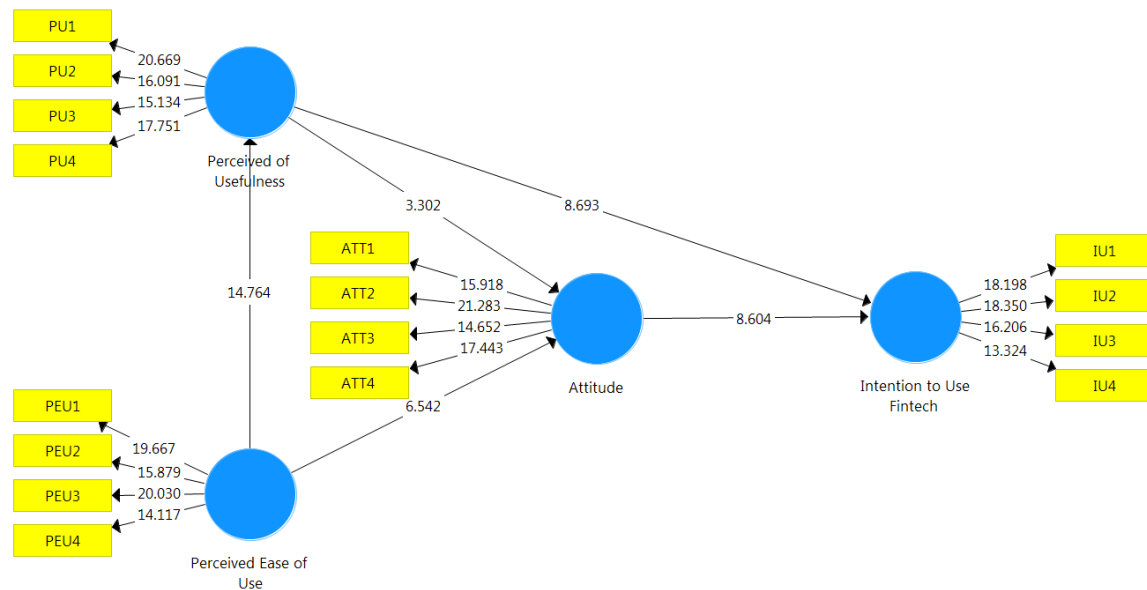 PU1
20.669
PU2
16.091
PU3
15.134
PU4
17.751
Perceived of
Usefulness
3.302
8.693
14.764
ATT1
15.918
ATT2
21.283
ATT3
14.652
ATT4
17.443
Attitude
6.542
8.604
IU1
18.198
IU2
18.350
IU3
16.206
IU4
13.324
Intention to Use
Fintech
PEU1
19.667
PEU2
15.879
PEU3
20.030
PEU4
14.117
Perceived Ease of
Use